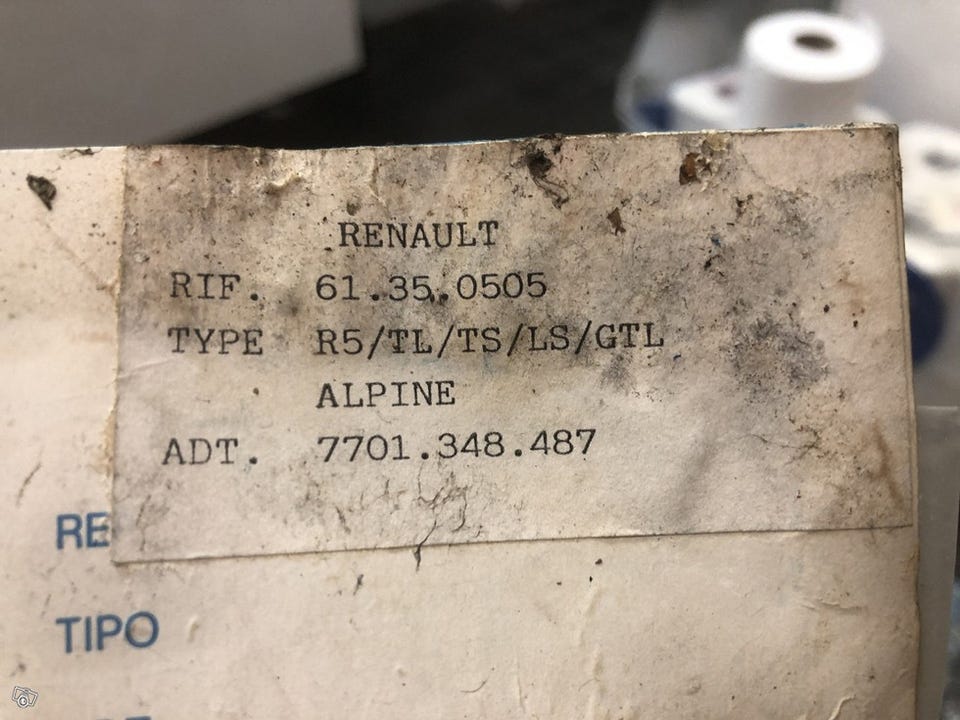 RENAULT
RIF. 61.35.0505
TYPE R5/TL/TS/LS/GTL
ALPINE
ADT. 7701.348.487
RE
TIPO